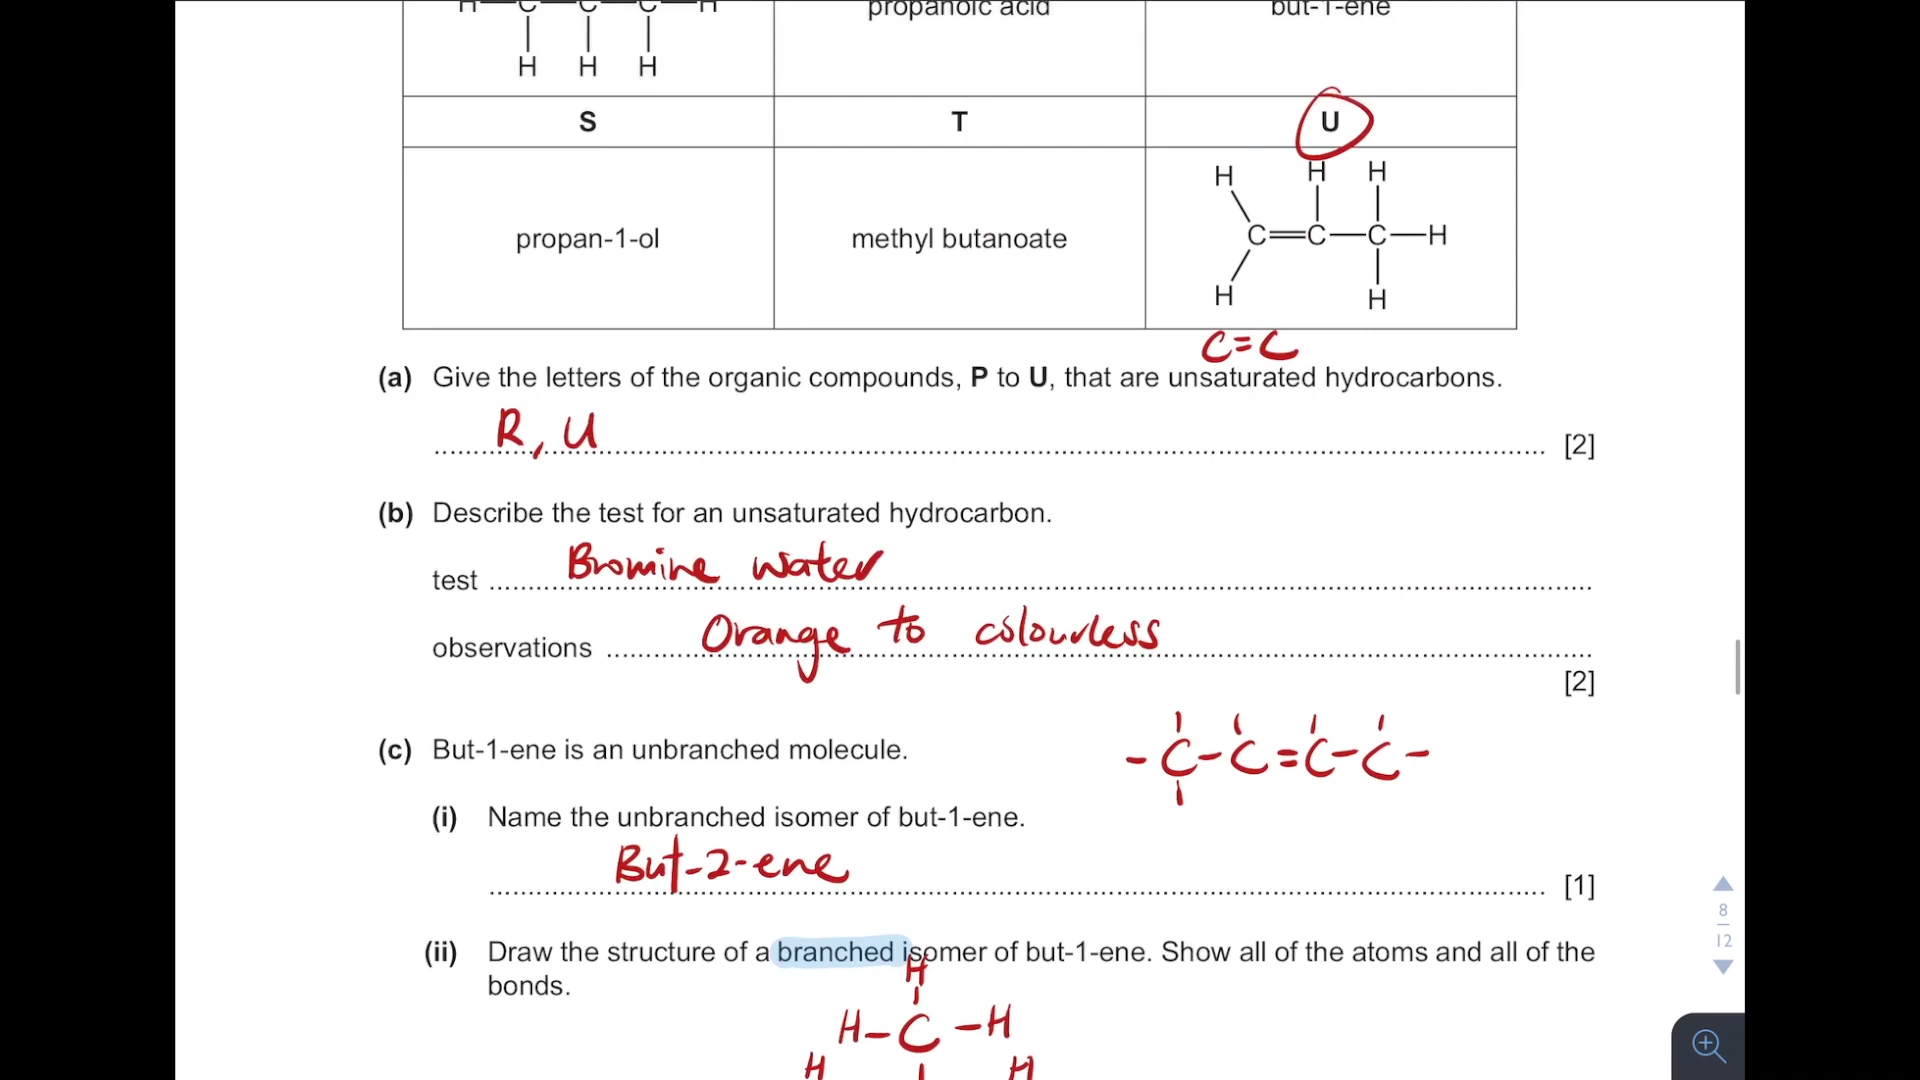 H C C C H propanoic acid but-1-ene
H H H
S T U
H H H
propan-1-ol methyl butanoate C=C—C—H
H H
C=C
(a) Give the letters of the organic compounds, P to U, that are unsaturated hydrocarbons.
R, U [2]
(b) Describe the test for an unsaturated hydrocarbon.
test Bromine water
observations Orange to colourless
[2]
(c) But-1-ene is an unbranched molecule. -C-C=C-C-
(i) Name the unbranched isomer of but-1-ene.
But-2-ene [1]
(ii) Draw the structure of a branched isomer of but-1-ene. Show all of the atoms and all of the
bonds.
H
H-C-H
H H
8
12